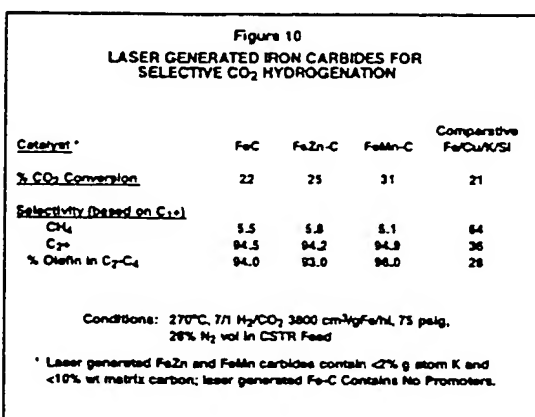 Figure 10
LASER GENERATED IRON CARBIDES FOR
SELECTIVE CO₂ HYDROGENATION
Comparative
Catalyst * FeC FeZn-C FeMn-C Fe/Cu/K/Si
% CO₂ Conversion 22 25 31 21
Selectivity (based on C₁₊)
CH₄ 5.5 5.8 5.1 64
C₂₊ 94.5 94.2 94.9 36
% Olefin in C₂-C₄ 94.0 93.0 96.0 28
Conditions: 270°C, 7/1 H₂/CO₂ 3800 cm³/gFe/h, 75 psig,
26% N₂ vol in CSTR Feed
* Laser generated FeZn and FeMn carbides contain <2% g atom K and
<10% wt matrix carbon; laser generated Fe-C Contains No Promoters.